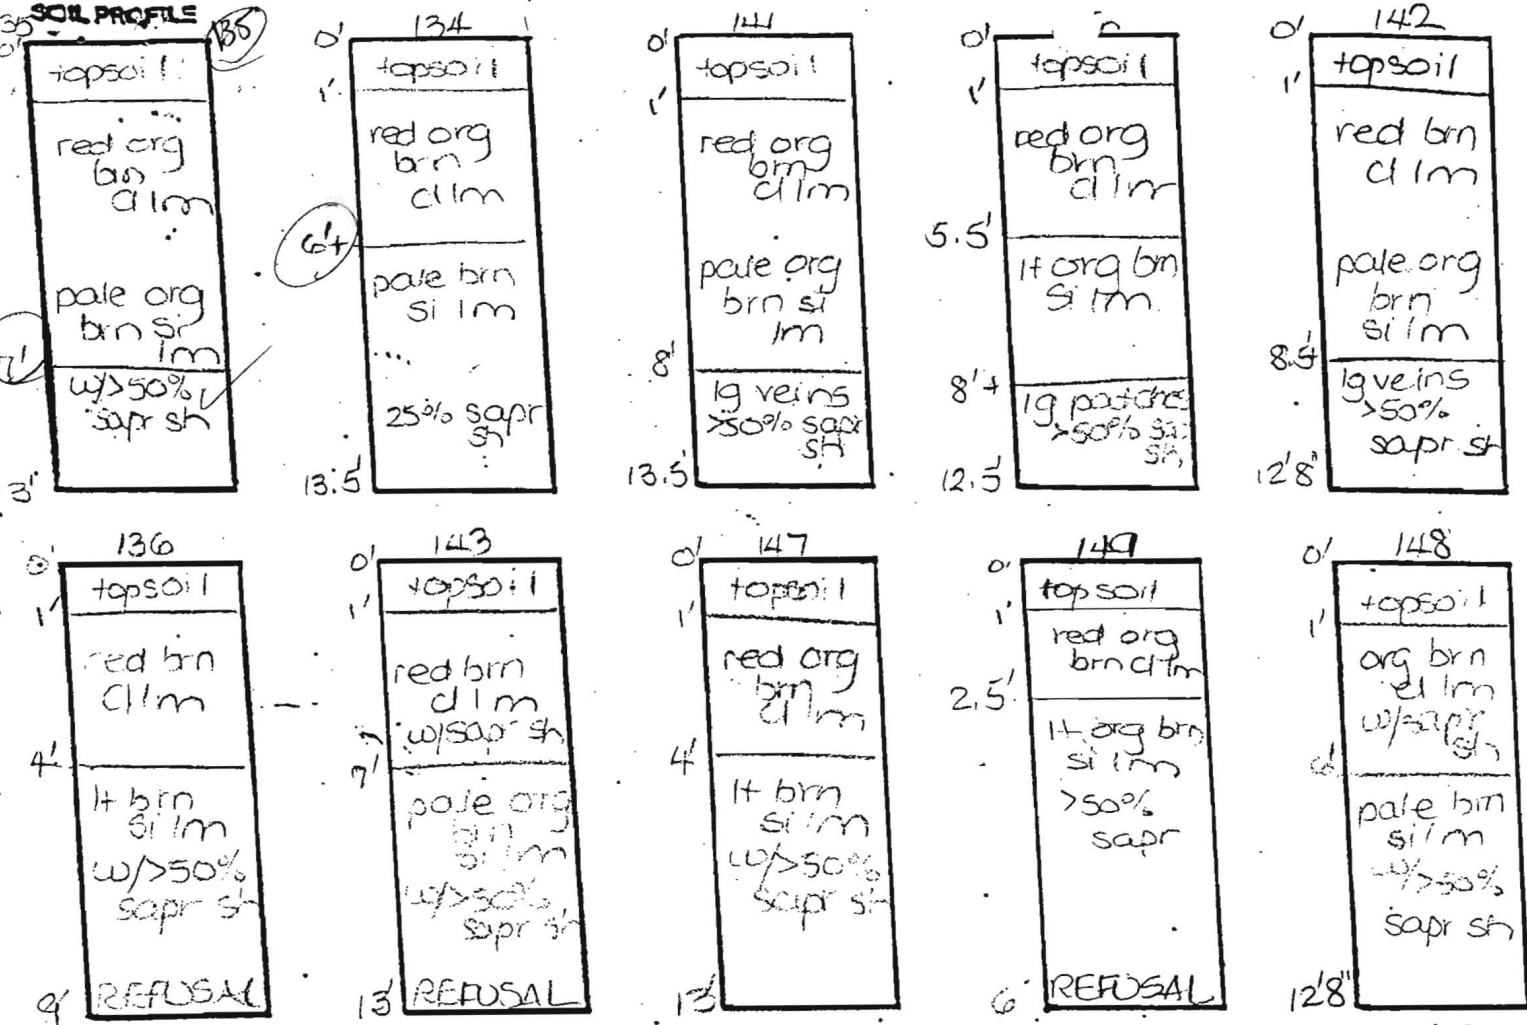 SOIL PROFILE
135
topsoil
red org
brn
cl lm
pale org
brn si
lm
7'
w/>50%
sapr sh
3'
134
0'
topsoil
1'
red org
brn
cl lm
6'+
pale brn
si lm
25% sapr
sh
13.5'
141
0'
topsoil
1'
red org
brn
cl lm
pale org
brn si
lm
8'
lg veins
>50% sapr
sh
13.5'
0'
topsoil
1'
red org
brn
cl lm
5.5'
lt org brn
si lm
8'+
lg patches
>50% sa
sh
12.5'
142
0'
topsoil
1'
red brn
cl lm
pale org
brn
si lm
8.5'
lg veins
>50%
sapr sh
12'8"
136
0'
topsoil
1'
red brn
cl lm
4'
lt brn
si lm
w/>50%
sapr sh
9'
REFUSAL
143
0'
topsoil
1'
red brn
cl lm
w/sapr sh
7'
pale org
brn
si lm
w/>50%
sapr sh
13'
REFUSAL
147
0'
topsoil
1'
red org
brn
cl lm
4'
lt brn
si lm
w/>50%
sapr sh
13'
149
0'
topsoil
1'
red org
brn cl lm
2.5'
lt org brn
si lm
>50%
sapr
6'
REFUSAL
148
0'
topsoil
1'
org brn
cl lm
w/sapr
sh
6'
pale brn
si lm
w/>50%
sapr sh
12'8"